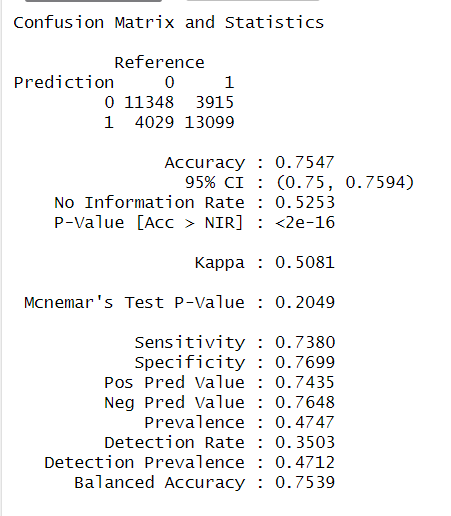 Confusion Matrix and Statistics
Reference
Prediction 0 1
0 11348 3915
1 4029 13099
Accuracy : 0.7547
95% CI : (0.75, 0.7594)
No Information Rate : 0.5253
P-Value [Acc > NIR] : <2e-16
Kappa : 0.5081
Mcnemar's Test P-Value : 0.2049
Sensitivity : 0.7380
Specificity : 0.7699
Pos Pred Value : 0.7435
Neg Pred Value : 0.7648
Prevalence : 0.4747
Detection Rate : 0.3503
Detection Prevalence : 0.4712
Balanced Accuracy : 0.7539